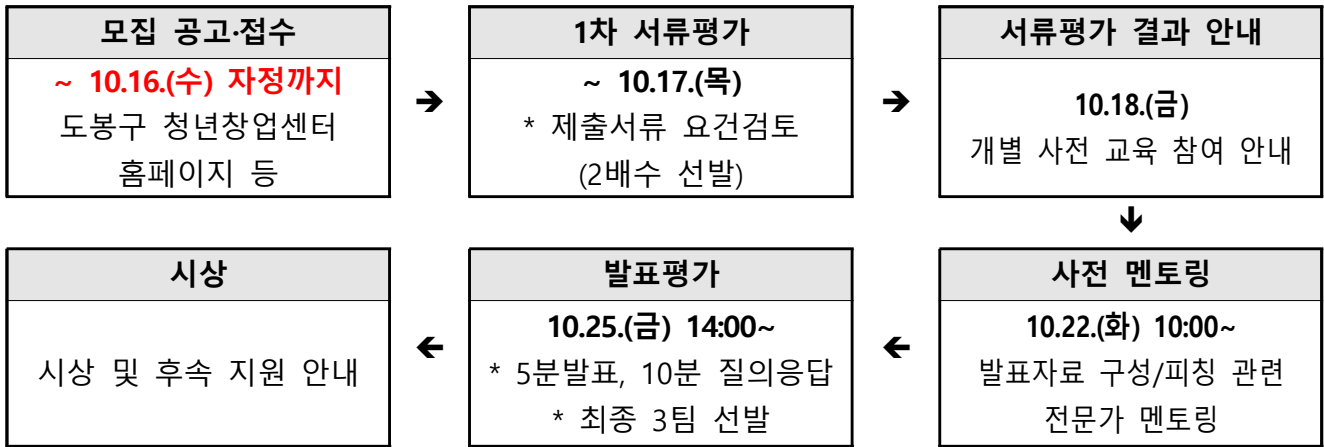 모집 공고·접수
~ 10.16.(수) 자정까지
도봉구 청년창업센터
홈페이지 등
➔
1차 서류평가
~ 10.17.(목)
* 제출서류 요건검토
(2배수 선발)
➔
서류평가 결과 안내
10.18.(금)
개별 사전 교육 참여 안내
🡻
사전 멘토링
10.22.(화) 10:00~
발표자료 구성/피칭 관련
전문가 멘토링
🡸
발표평가
10.25.(금) 14:00~
* 5분발표, 10분 질의응답
* 최종 3팀 선발
🡸
시상
시상 및 후속 지원 안내